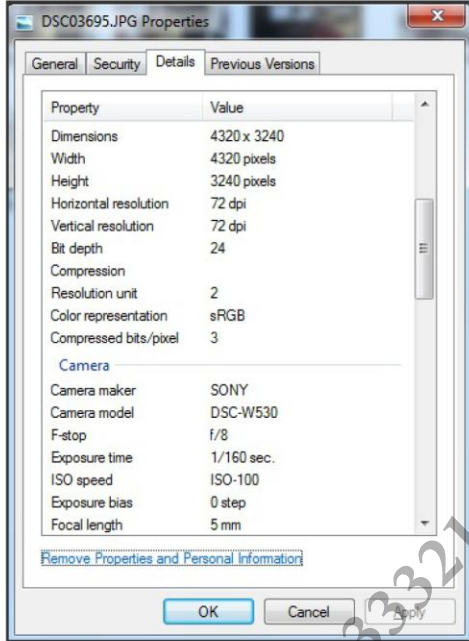 DSC03695.JPG Properties
x
General Security Details Previous Versions
Property Value
Dimensions 4320 x 3240
Width 4320 pixels
Height 3240 pixels
Horizontal resolution 72 dpi
Vertical resolution 72 dpi
Bit depth 24
Compression
Resolution unit 2
Color representation sRGB
Compressed bits/pixel 3
Camera
Camera maker SONY
Camera model DSC-W530
F-stop f/8
Exposure time 1/160 sec.
ISO speed ISO-100
Exposure bias 0 step
Focal length 5 mm
Remove Properties and Personal Information
OK Cancel Apply
33321